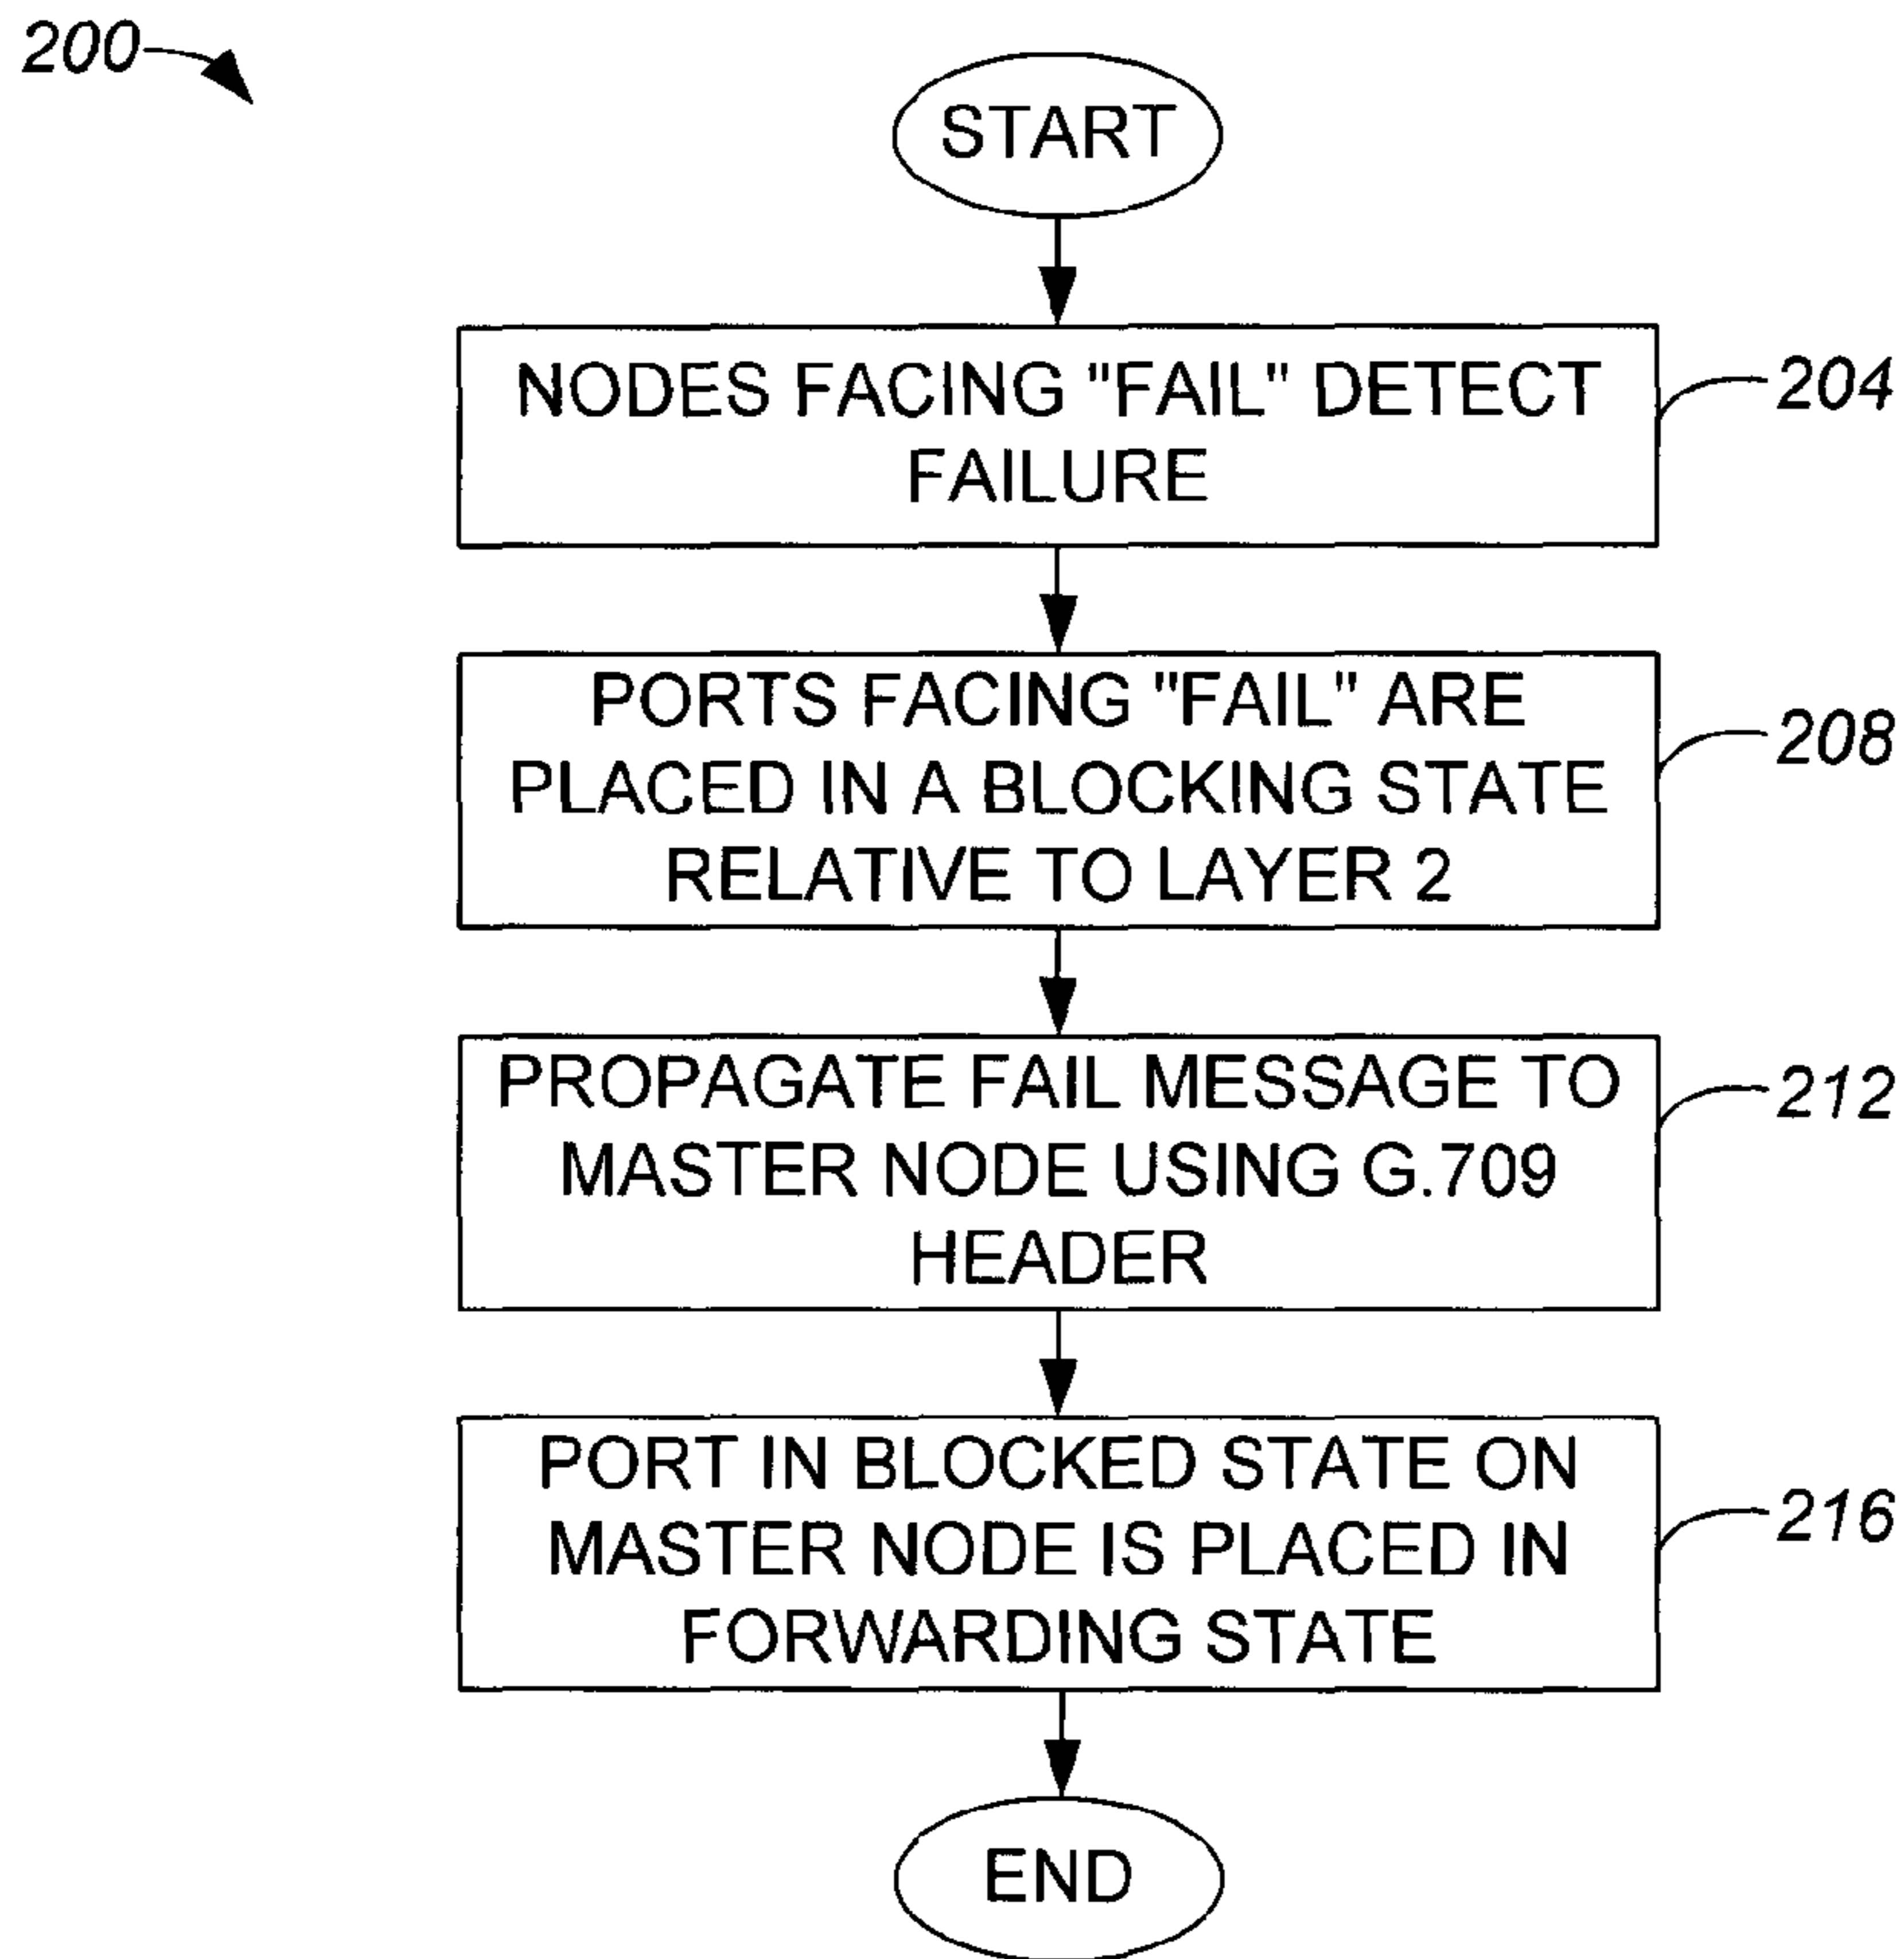 200
START
NODES FACING "FAIL" DETECT
FAILURE
204
PORTS FACING "FAIL" ARE
PLACED IN A BLOCKING STATE
RELATIVE TO LAYER 2
208
PROPAGATE FAIL MESSAGE TO
MASTER NODE USING G.709
HEADER
212
PORT IN BLOCKED STATE ON
MASTER NODE IS PLACED IN
FORWARDING STATE
216
END